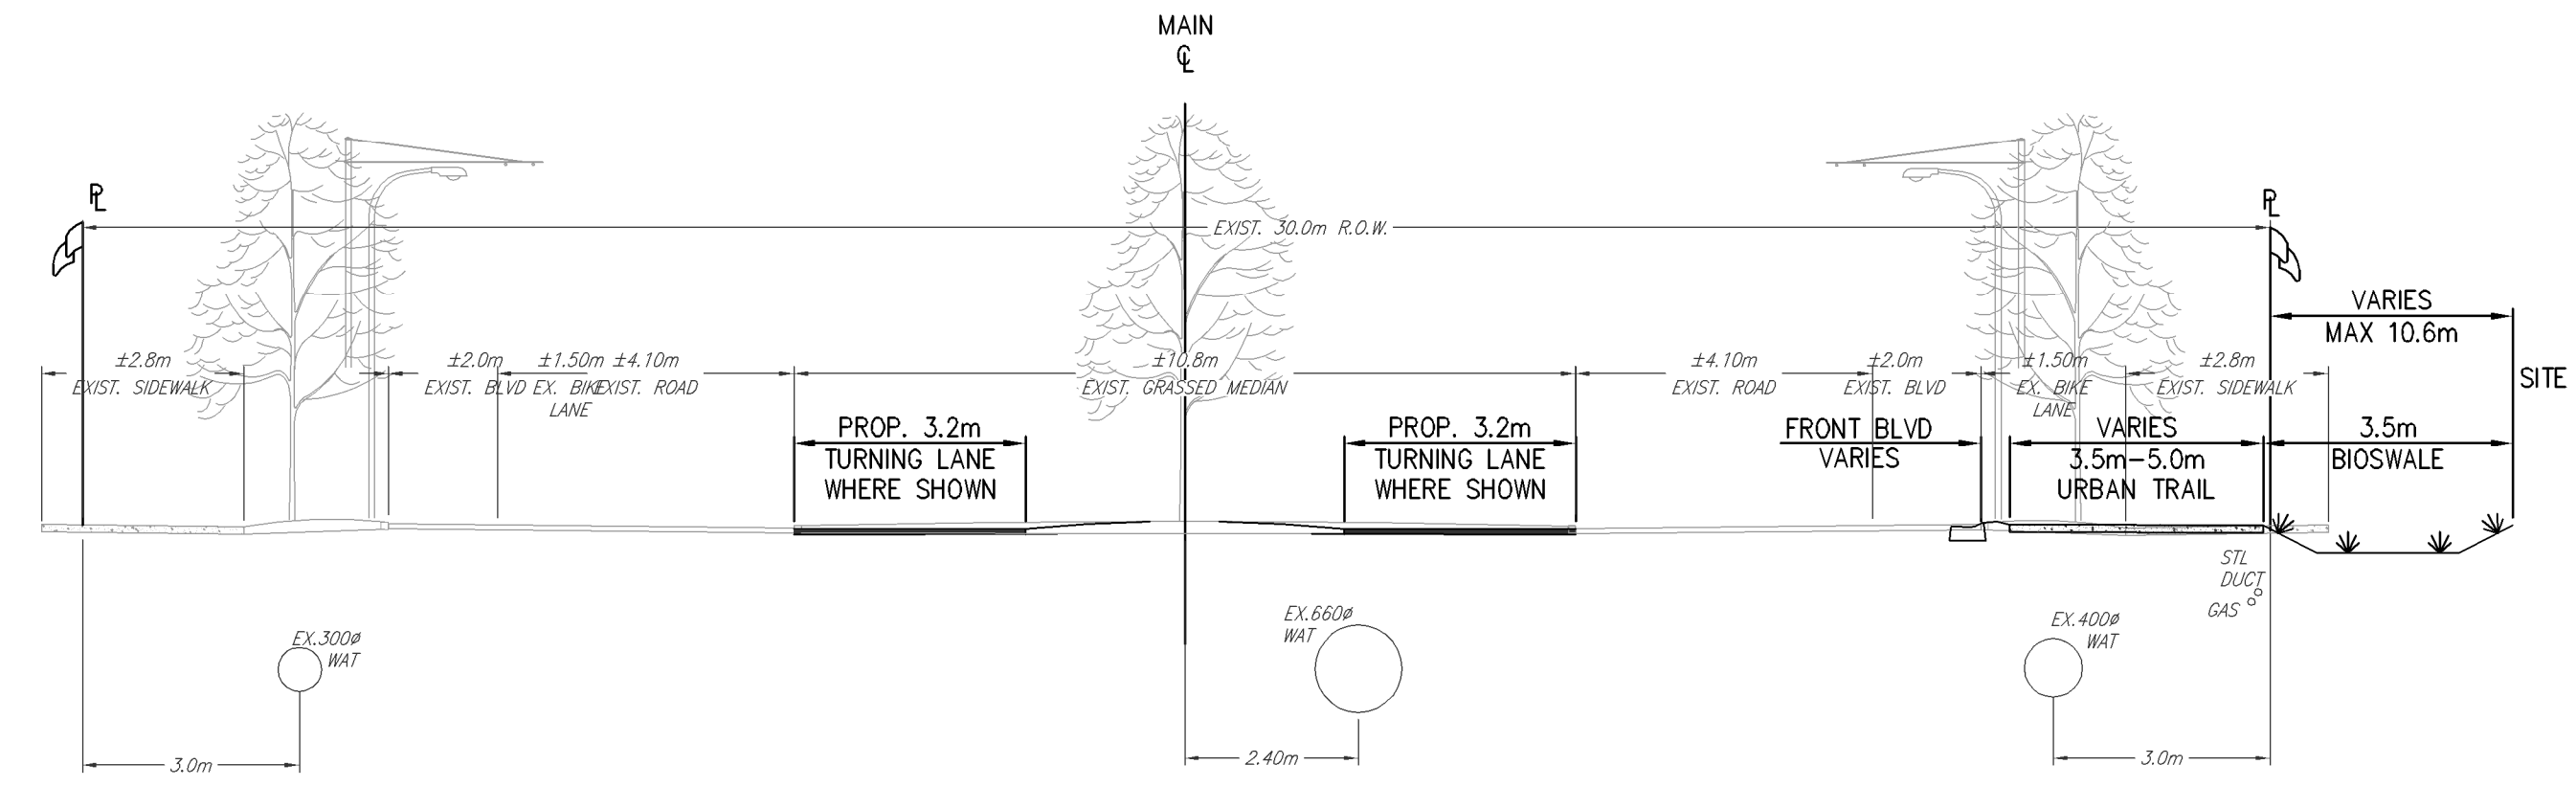 MAIN
CL
PL
PL
EXIST. 30.0m R.O.W.
VARIES
MAX 10.6m
SITE
±2.8m
EXIST. SIDEWALK
±2.0m
EXIST. BLVD
±1.50m
EX. BIKE
LANE
±4.10m
EXIST. ROAD
±10.8m
EXIST. GRASSED MEDIAN
±4.10m
EXIST. ROAD
±2.0m
EXIST. BLVD
±1.50m
EX. BIKE
LANE
±2.8m
EXIST. SIDEWALK
PROP. 3.2m
TURNING LANE
WHERE SHOWN
PROP. 3.2m
TURNING LANE
WHERE SHOWN
FRONT BLVD
VARIES
VARIES
3.5m-5.0m
URBAN TRAIL
3.5m
BIOSWALE
STL
DUCT
GAS
EX.300ø
WAT
EX.660ø
WAT
EX.400ø
WAT
3.0m
2.40m
3.0m